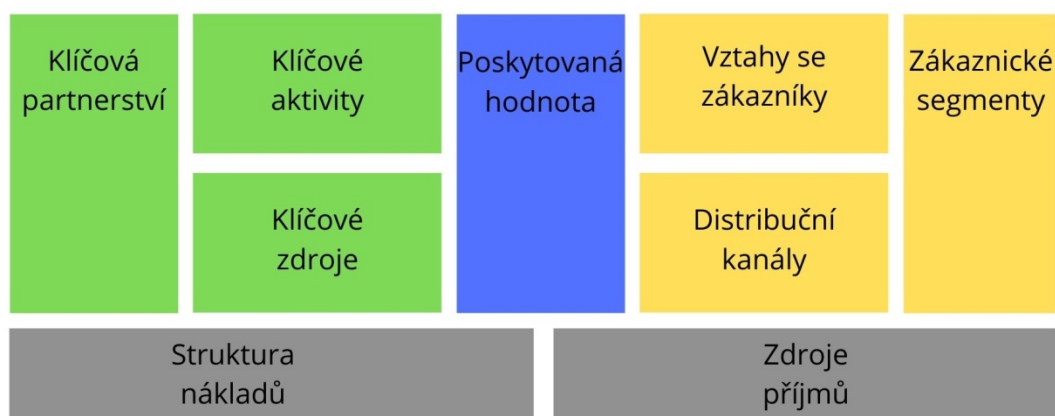 Klíčová
partnerství
Klíčové
aktivity
Klíčové
zdroje
Poskytovaná
hodnota
Vztahy se
zákazníky
Distribuční
kanály
Zákaznické
segmenty
Struktura
nákladů
Zdroje
příjmů